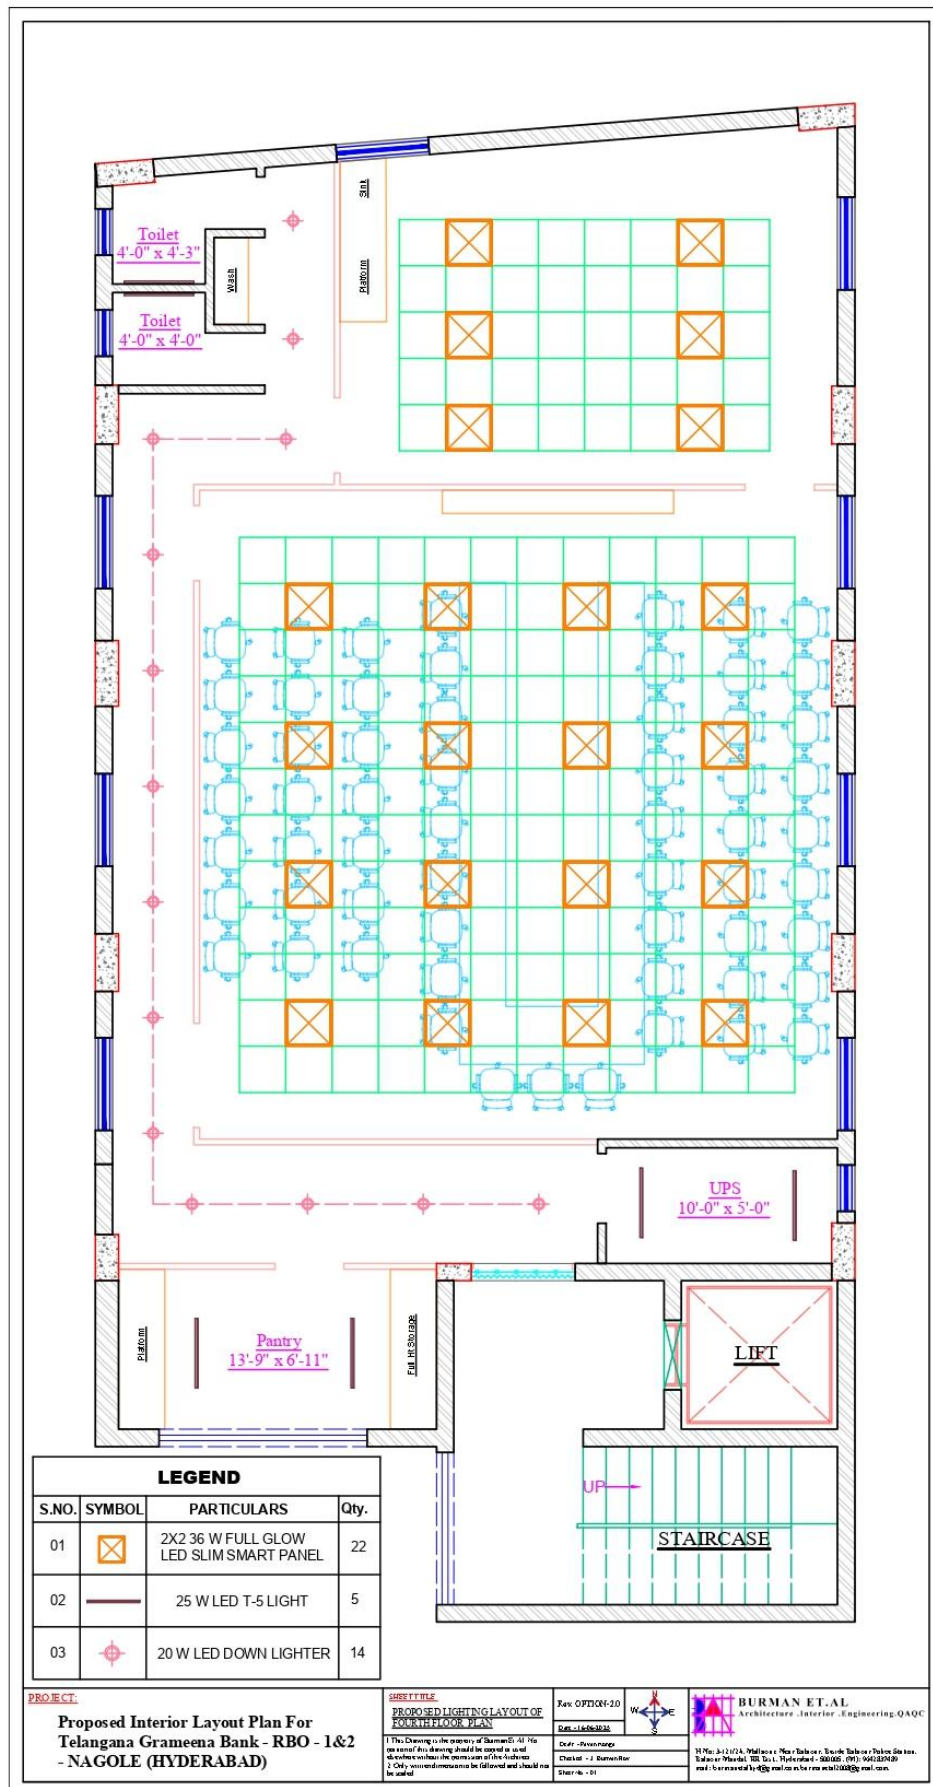 Toilet
4'-0" x 4'-3"
Wash
Sink
Platform
Toilet
4'-0" x 4'-0"
UPS
10'-0" x 5'-0"
Platform
Pantry
13'-9" x 6'-11"
Full Ht Storage
LIFT
UP
STAIRCASE
LEGEND
S.NO. SYMBOL PARTICULARS Qty.
01 2X2 36 W FULL GLOW
LED SLIM SMART PANEL 22
02 25 W LED T-5 LIGHT 5
03 20 W LED DOWN LIGHTER 14
PROJECT:
Proposed Interior Layout Plan For
Telangana Grameena Bank - RBO - 1&2
- NAGOLE (HYDERABAD)
SHEET TITLE
PROPOSED LIGHTING LAYOUT OF
FOURTH FLOOR PLAN
Rev. OPTION-2.0
N
W E
S
BURMAN ET.AL
Architecture .Interior .Engineering.QAQC